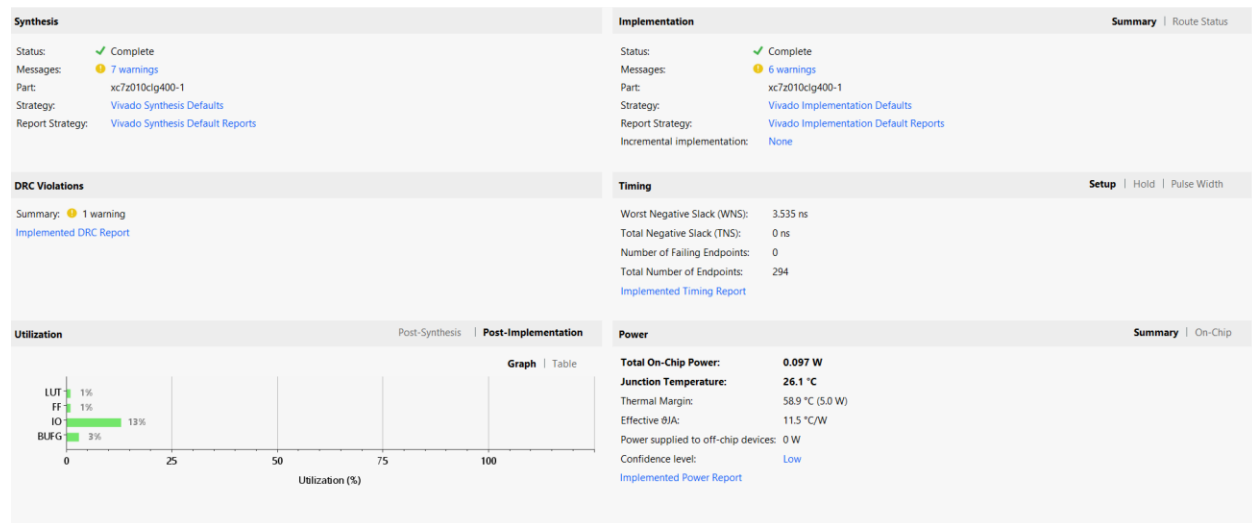 Synthesis
Status: Complete
Messages: 7 warnings
Part: xc7z010clg400-1
Strategy: Vivado Synthesis Defaults
Report Strategy: Vivado Synthesis Default Reports
Implementation Summary | Route Status
Status: Complete
Messages: 6 warnings
Part: xc7z010clg400-1
Strategy: Vivado Implementation Defaults
Report Strategy: Vivado Implementation Default Reports
Incremental implementation: None
DRC Violations
Summary: 1 warning
Implemented DRC Report
Timing Setup | Hold | Pulse Width
Worst Negative Slack (WNS): 3.535 ns
Total Negative Slack (TNS): 0 ns
Number of Failing Endpoints: 0
Total Number of Endpoints: 294
Implemented Timing Report
Utilization Post-Synthesis | Post-Implementation
Graph | Table
LUT 1%
FF 1%
IO 13%
BUFG 3%
0 25 50 75 100
Utilization (%)
Power Summary | On-Chip
Total On-Chip Power: 0.097 W
Junction Temperature: 26.1 °C
Thermal Margin: 58.9 °C (5.0 W)
Effective ϑJA: 11.5 °C/W
Power supplied to off-chip devices: 0 W
Confidence level: Low
Implemented Power Report